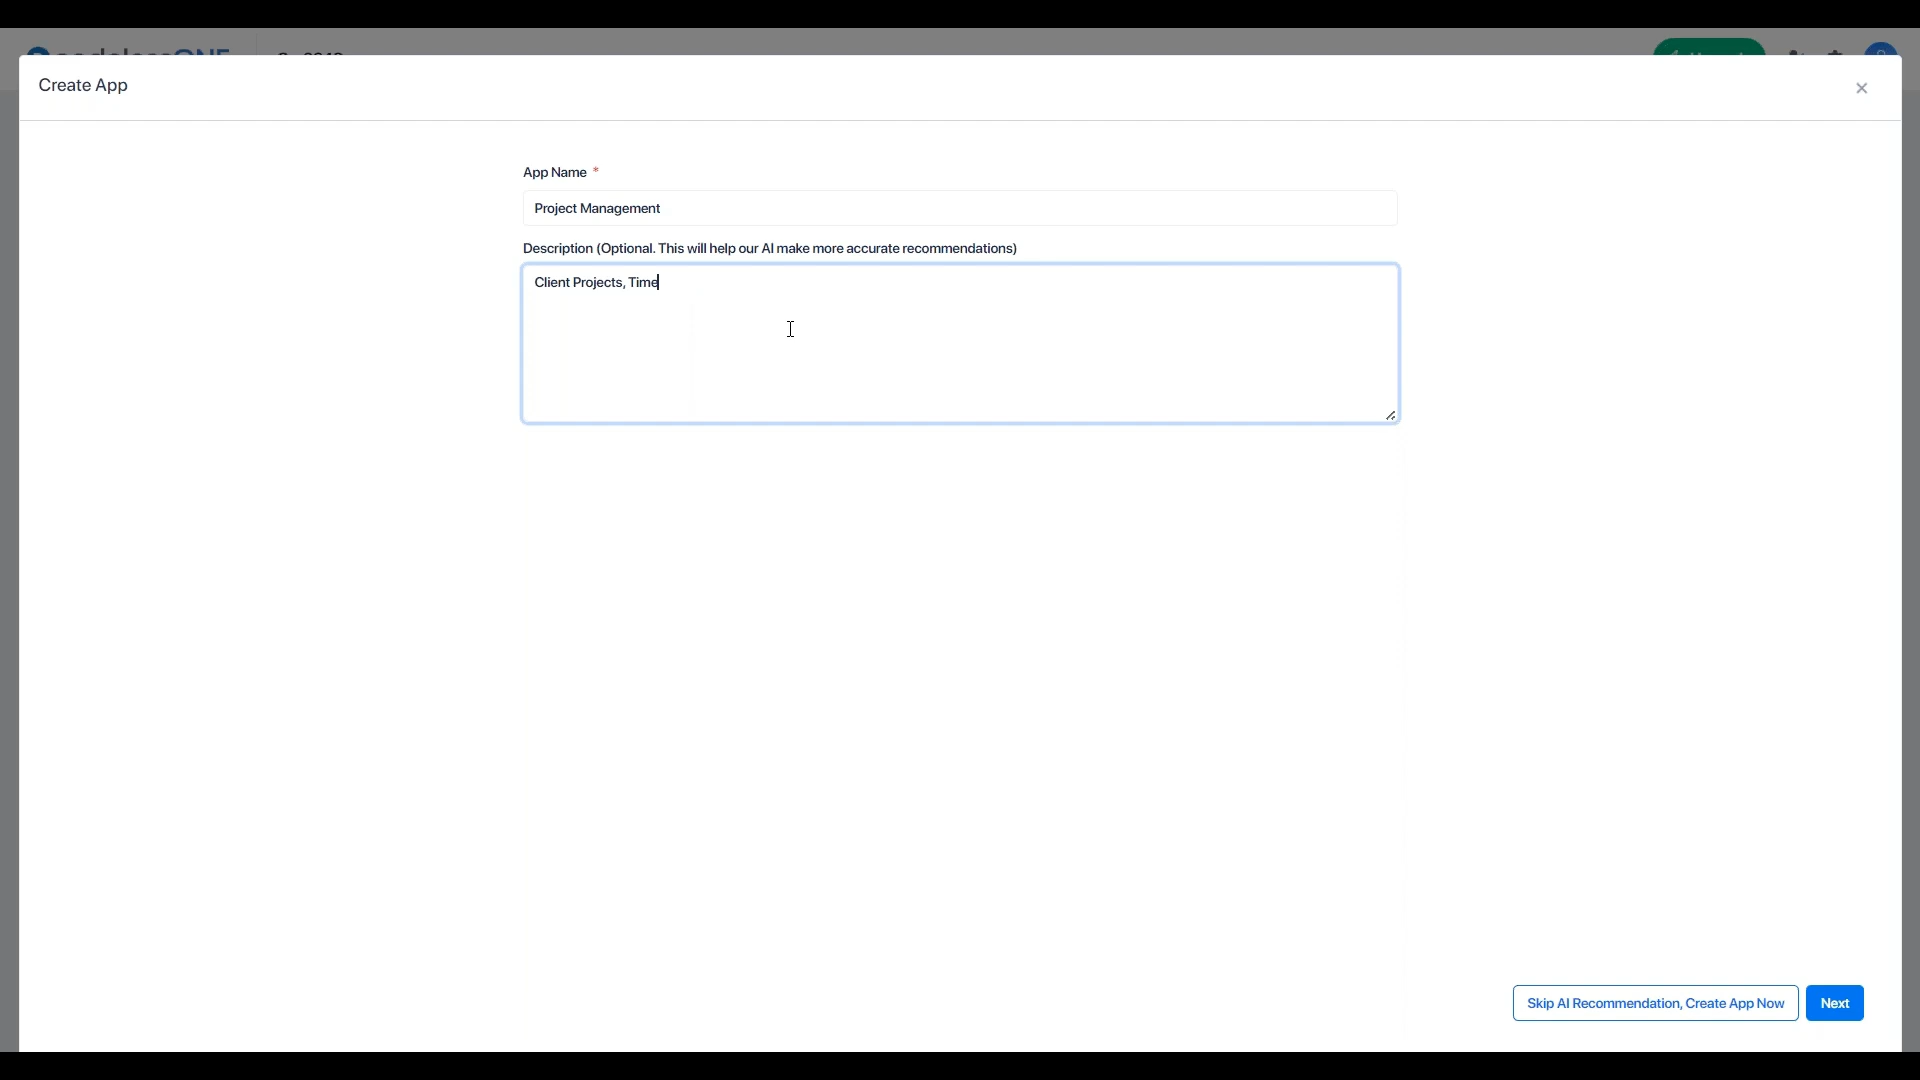 Create App
App Name *
Project Management
Description (Optional. This will help our AI make more accurate recommendations)
Client Projects, Time
Skip AI Recommendation, Create App Now
Next